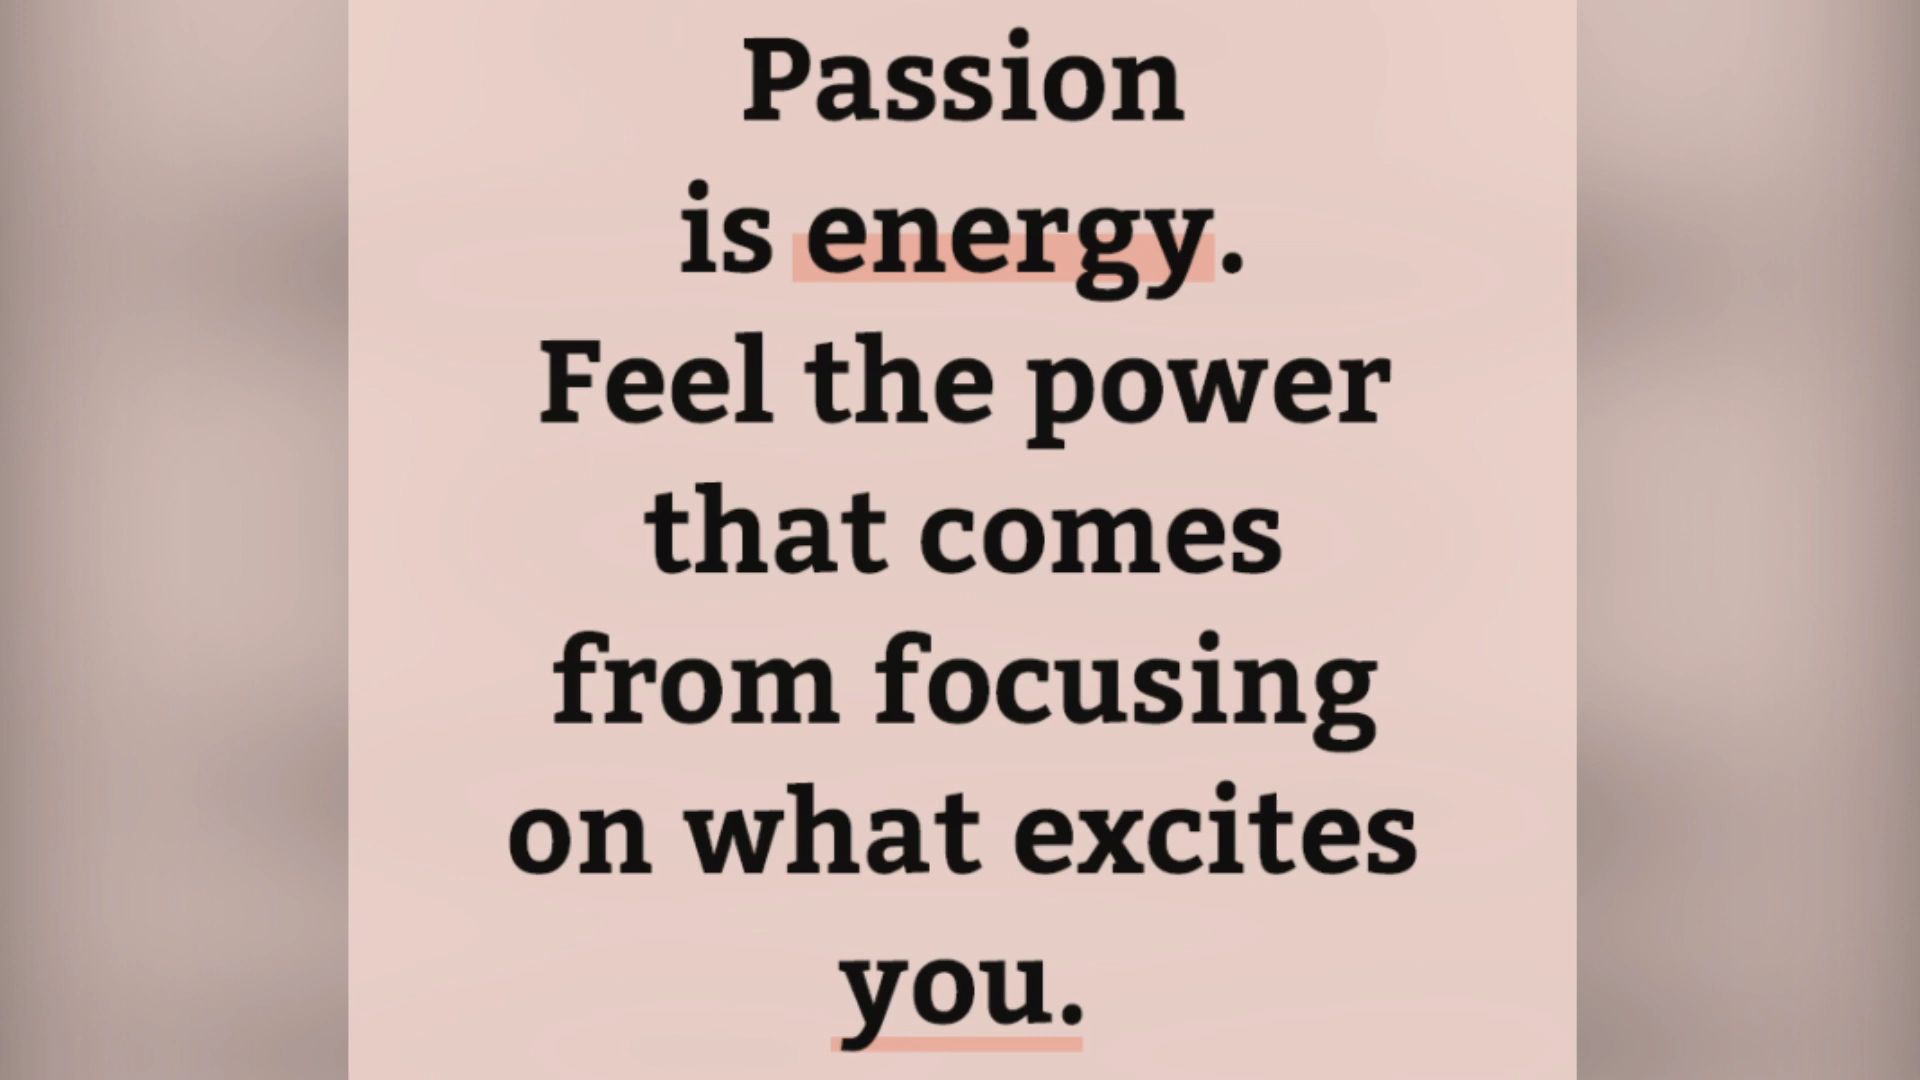 Passion
is energy.
Feel the power
that comes
from focusing
on what excites
you.